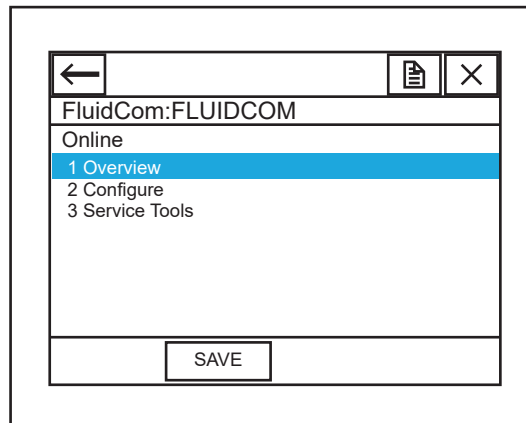 FluidCom:FLUIDCOM
Online
1 Overview
2 Configure
3 Service Tools
SAVE